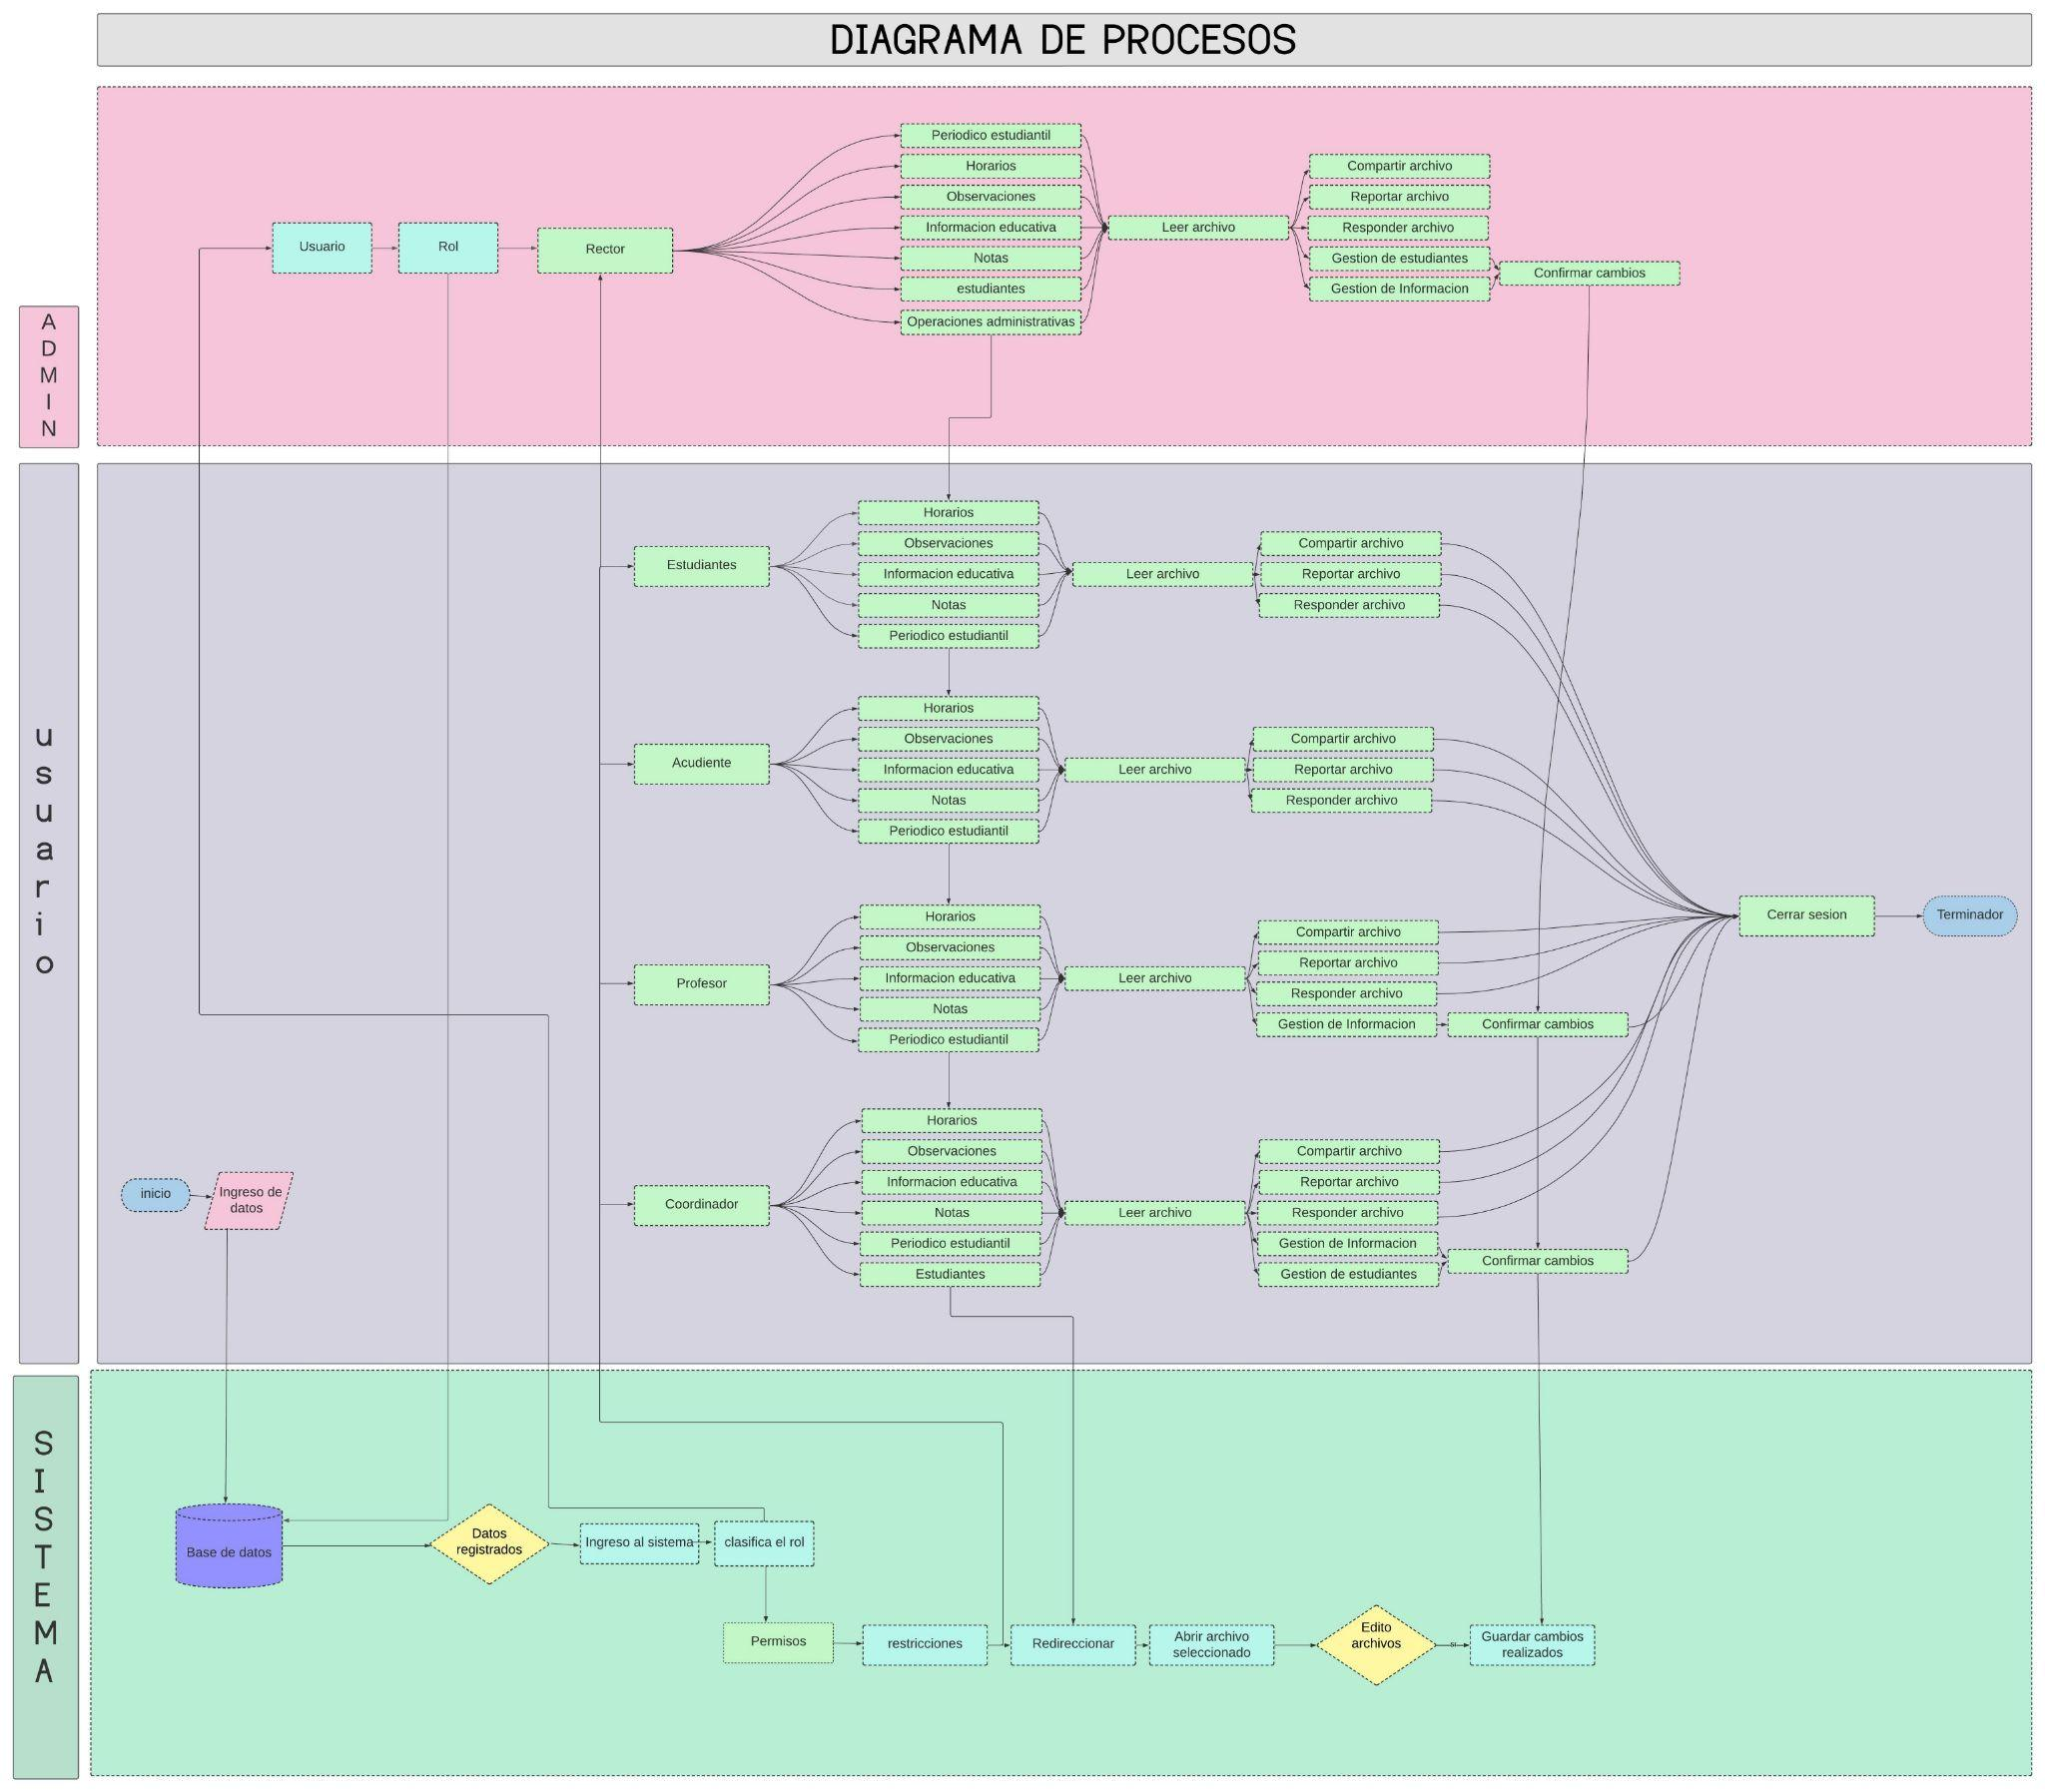 DIAGRAMA DE PROCESOS
ADMIN
Usuario
Rol
Rector
Periodico estudiantil
Horarios
Observaciones
Informacion educativa
Notas
estudiantes
Operaciones administrativas
Leer archivo
Compartir archivo
Reportar archivo
Responder archivo
Gestion de estudiantes
Gestion de Informacion
Confirmar cambios
usuario
Estudiantes
Horarios
Observaciones
Informacion educativa
Notas
Periodico estudiantil
Leer archivo
Compartir archivo
Reportar archivo
Responder archivo
Acudiente
Horarios
Observaciones
Informacion educativa
Notas
Periodico estudiantil
Leer archivo
Compartir archivo
Reportar archivo
Responder archivo
Profesor
Horarios
Observaciones
Informacion educativa
Notas
Periodico estudiantil
Leer archivo
Compartir archivo
Reportar archivo
Responder archivo
Gestion de Informacion
Confirmar cambios
Cerrar sesion
Terminador
inicio
Ingreso de
datos
Coordinador
Horarios
Observaciones
Informacion educativa
Notas
Periodico estudiantil
Estudiantes
Leer archivo
Compartir archivo
Reportar archivo
Responder archivo
Gestion de Informacion
Gestion de estudiantes
Confirmar cambios
SISTEMA
Base de datos
Datos
registrados
Ingreso al sistema
clasifica el rol
Permisos
restricciones
Redireccionar
Abrir archivo
seleccionado
Edito
archivos
si
Guardar cambios
realizados